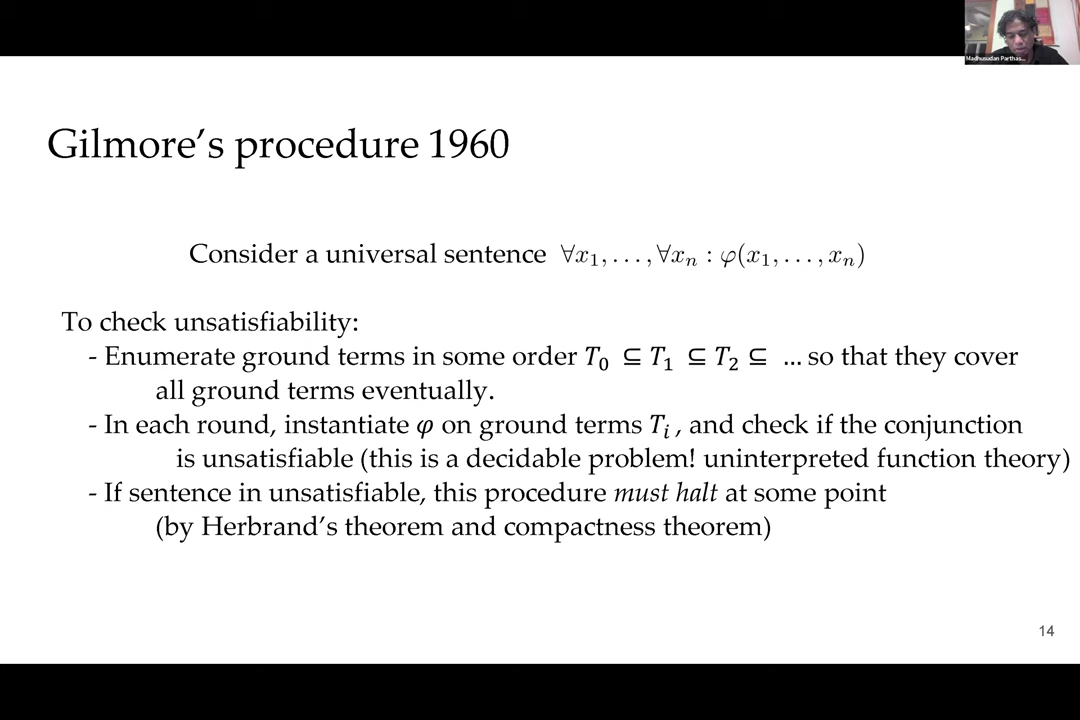 Madhusudan Parthas...
Gilmore's procedure 1960
Consider a universal sentence ∀x₁, . . . , ∀xₙ : φ(x₁, . . . , xₙ)
To check unsatisfiability:
- Enumerate ground terms in some order T₀ ⊆ T₁ ⊆ T₂ ⊆ ... so that they cover
all ground terms eventually.
- In each round, instantiate φ on ground terms Tᵢ , and check if the conjunction
is unsatisfiable (this is a decidable problem! uninterpreted function theory)
- If sentence in unsatisfiable, this procedure must halt at some point
(by Herbrand's theorem and compactness theorem)
14